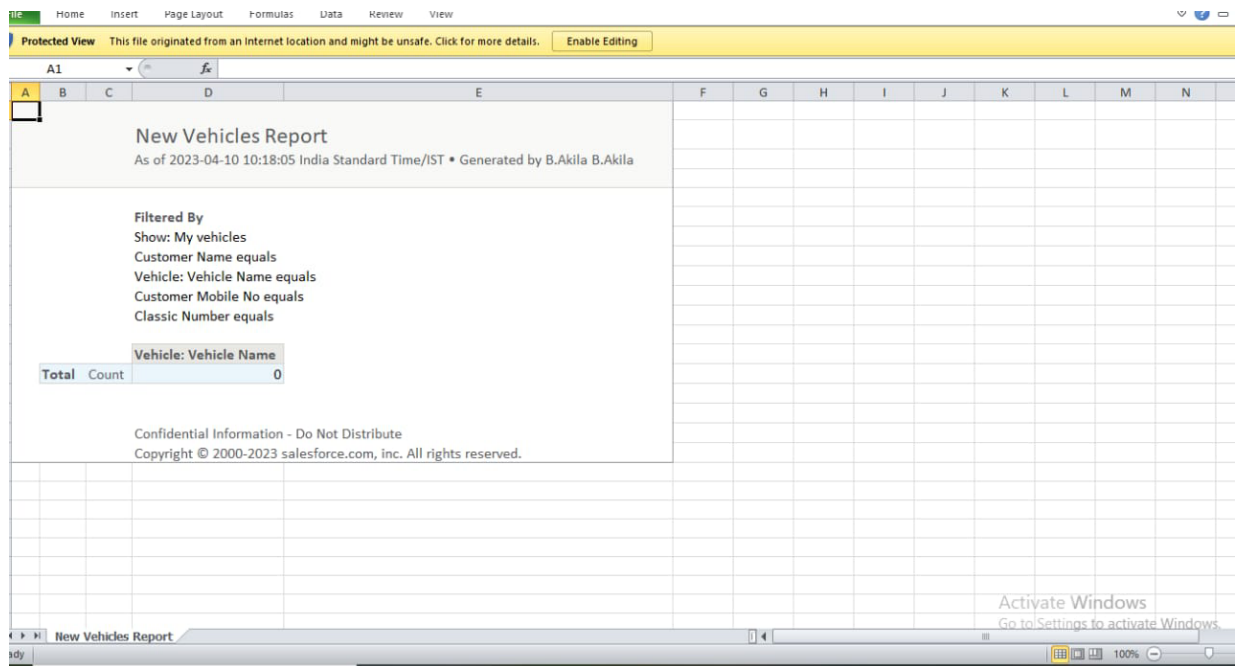 Home Insert Page Layout Formulas Data Review View
Protected View This file originated from an Internet location and might be unsafe. Click for more details. Enable Editing
A1 fx
A B C D E F G H I J K L M N
New Vehicles Report
As of 2023-04-10 10:18:05 India Standard Time/IST • Generated by B.Akila B.Akila
Filtered By
Show: My vehicles
Customer Name equals
Vehicle: Vehicle Name equals
Customer Mobile No equals
Classic Number equals
Vehicle: Vehicle Name
Total Count 0
Confidential Information - Do Not Distribute
Copyright © 2000-2023 salesforce.com, inc. All rights reserved.
Activate Windows
Go to Settings to activate Windows.
New Vehicles Report
100%